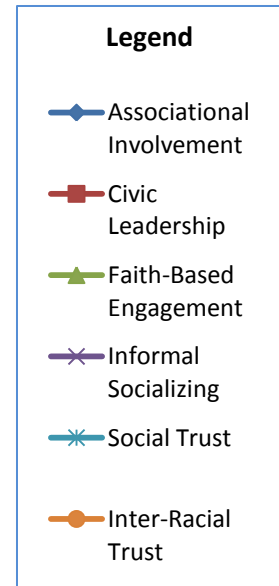 Legend
Associational
Involvement
Civic
Leadership
Faith-Based
Engagement
Informal
Socializing
Social Trust
Inter-Racial
Trust